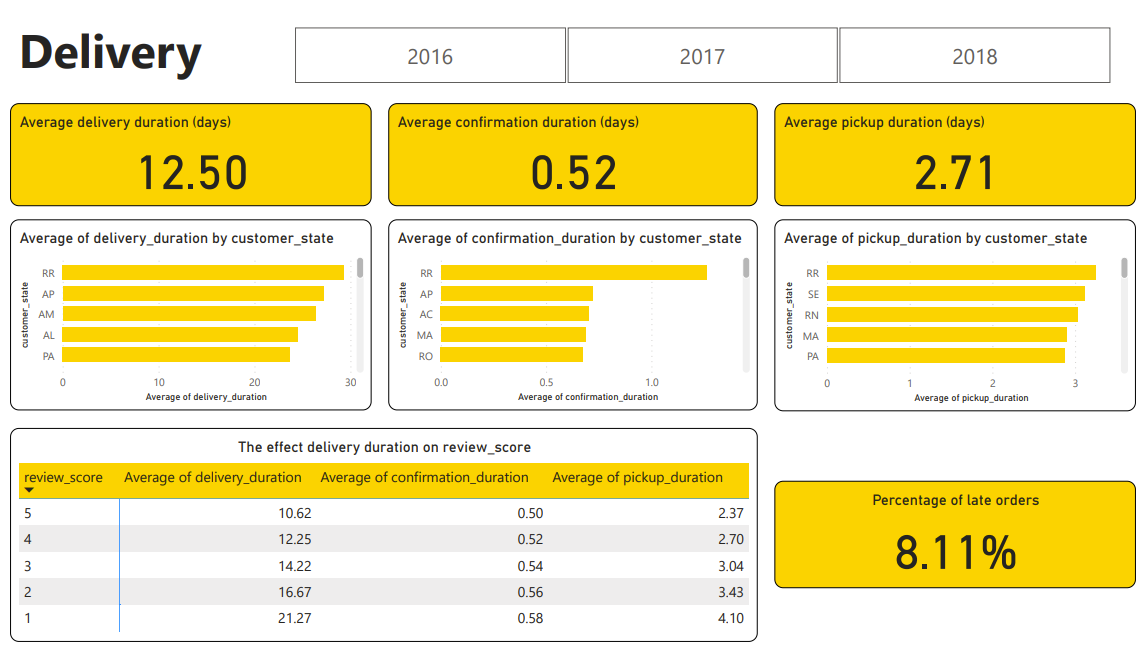 Delivery
2016 2017 2018
Average delivery duration (days)
12.50
Average confirmation duration (days)
0.52
Average pickup duration (days)
2.71
Average of delivery_duration by customer_state
customer_state
RR
AP
AM
AL
PA
0 10 20 30
Average of delivery_duration
Average of confirmation_duration by customer_state
customer_state
RR
AP
AC
MA
RO
0.0 0.5 1.0
Average of confirmation_duration
Average of pickup_duration by customer_state
customer_state
RR
SE
RN
MA
PA
0 1 2 3
Average of pickup_duration
The effect delivery duration on review_score
review_score Average of delivery_duration Average of confirmation_duration Average of pickup_duration
5 10.62 0.50 2.37
4 12.25 0.52 2.70
3 14.22 0.54 3.04
2 16.67 0.56 3.43
1 21.27 0.58 4.10
Percentage of late orders
8.11%